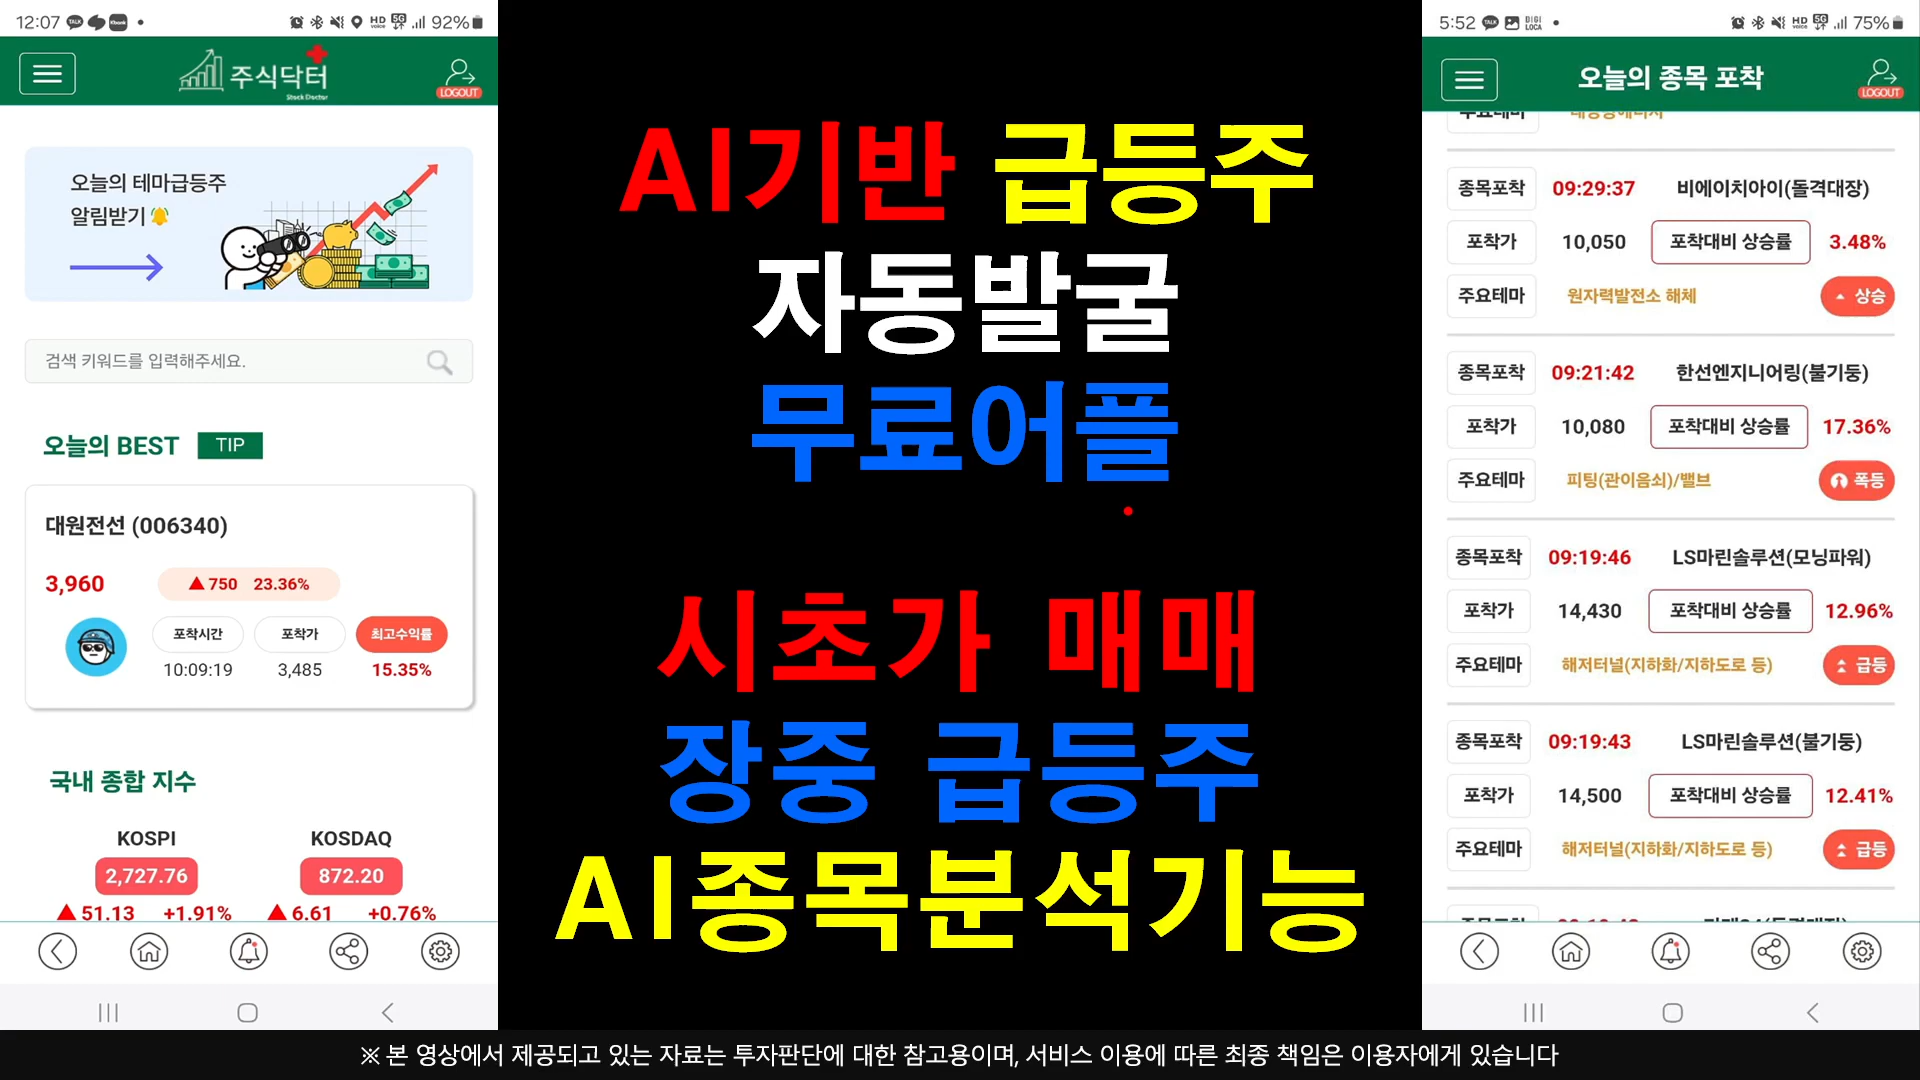 12:07
92%
주식닥터
Stock Doctor
LOGOUT
오늘의 테마급등주
알림받기
검색 키워드를 입력해주세요.
오늘의 BEST TIP
대원전선 (006340)
3,960 ▲750 23.36%
포착시간 포착가 최고수익률
10:09:19 3,485 15.35%
국내 종합 지수
KOSPI KOSDAQ
2,727.76 872.20
▲51.13 +1.91% ▲6.61 +0.76%
AI기반 급등주
자동발굴
무료어플
시초가 매매
장중 급등주
AI종목분석기능
5:52
75%
오늘의 종목 포착
LOGOUT
종목포착 09:29:37 비에이치아이(돌격대장)
포착가 10,050 포착대비 상승률 3.48%
주요테마 원자력발전소 해체 상승
종목포착 09:21:42 한선엔지니어링(불기둥)
포착가 10,080 포착대비 상승률 17.36%
주요테마 피팅(관이음쇠)/밸브 폭등
종목포착 09:19:46 LS마린솔루션(모닝파워)
포착가 14,430 포착대비 상승률 12.96%
주요테마 해저터널(지하화/지하도로 등) 급등
종목포착 09:19:43 LS마린솔루션(불기둥)
포착가 14,500 포착대비 상승률 12.41%
주요테마 해저터널(지하화/지하도로 등) 급등
※ 본 영상에서 제공되고 있는 자료는 투자판단에 대한 참고용이며, 서비스 이용에 따른 최종 책임은 이용자에게 있습니다